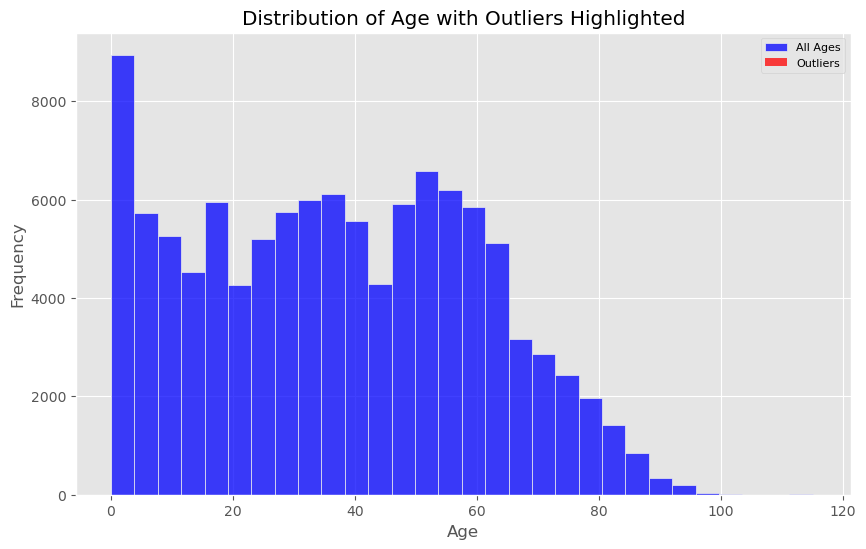 Distribution of Age with Outliers Highlighted
All Ages
Outliers
Frequency
8000
6000
4000
2000
0
0 20 40 60 80 100 120
Age